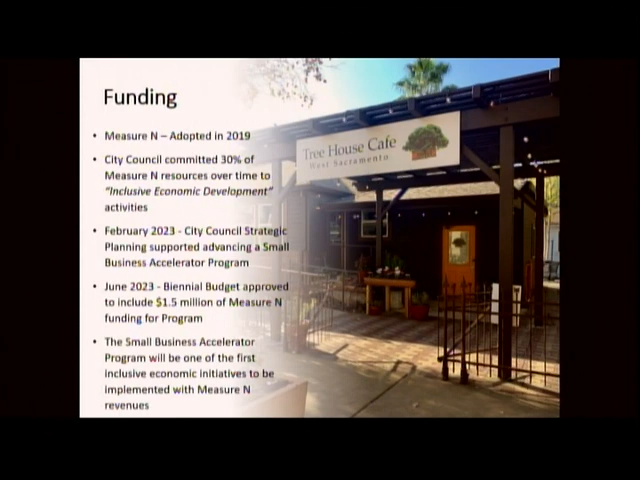 Funding
• Measure N – Adopted in 2019
• City Council committed 30% of
Measure N resources over time to
“Inclusive Economic Development”
activities
• February 2023 - City Council Strategic
Planning supported advancing a Small
Business Accelerator Program
• June 2023 - Biennial Budget approved
to include $1.5 million of Measure N
funding for Program
• The Small Business Accelerator
Program will be one of the first
inclusive economic initiatives to be
implemented with Measure N
revenues
Tree House Cafe
West Sacramento